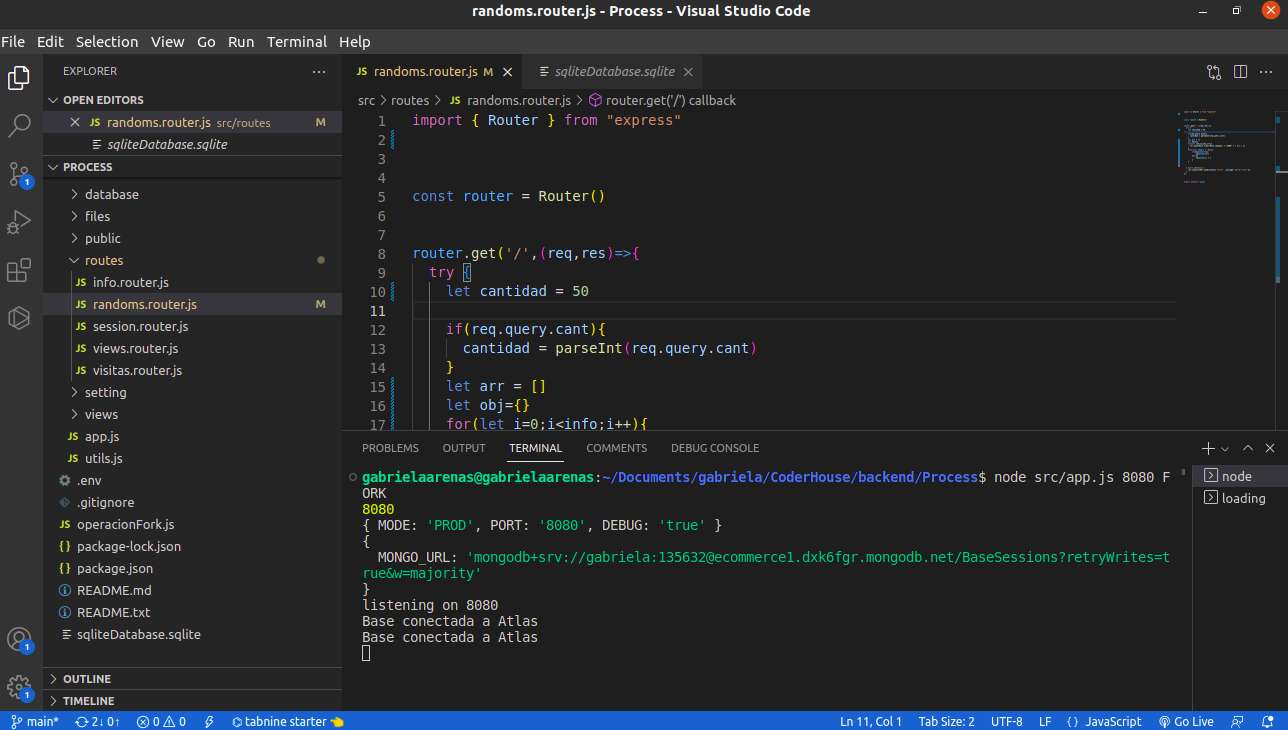 randoms.router.js - Process - Visual Studio Code
File Edit Selection View Go Run Terminal Help
EXPLORER
OPEN EDITORS
JS randoms.router.js src/routes M
sqliteDatabase.sqlite
PROCESS
database
files
public
routes
JS info.router.js
JS randoms.router.js M
JS session.router.js
JS views.router.js
JS visitas.router.js
setting
views
JS app.js
JS utils.js
.env
.gitignore
JS operacionFork.js
{} package-lock.json
{} package.json
README.md
README.txt
sqliteDatabase.sqlite
OUTLINE
TIMELINE
1
1
1
JS randoms.router.js M
sqliteDatabase.sqlite
src > routes > JS randoms.router.js > router.get('/') callback
1 import { Router } from "express"
2
3
4
5 const router = Router()
6
7
8 router.get('/',(req,res)=>{
9 try {
10 let cantidad = 50
11
12 if(req.query.cant){
13 cantidad = parseInt(req.query.cant)
14 }
15 let arr = []
16 let obj={}
17 for(let i=0;i<info;i++){
PROBLEMS OUTPUT TERMINAL COMMENTS DEBUG CONSOLE
gabrielaarenas@gabrielaarenas:~/Documents/gabriela/CoderHouse/backend/Process$ node src/app.js 8080 F
ORK
8080
{ MODE: 'PROD', PORT: '8080', DEBUG: 'true' }
{
MONGO_URL: 'mongodb+srv://gabriela:135632@ecommerce1.dxk6fgr.mongodb.net/BaseSessions?retryWrites=t
rue&w=majority'
}
listening on 8080
Base conectada a Atlas
Base conectada a Atlas
node
loading
main* 2↓ 0↑ 0 0 tabnine starter Ln 11, Col 1 Tab Size: 2 UTF-8 LF {} JavaScript Go Live